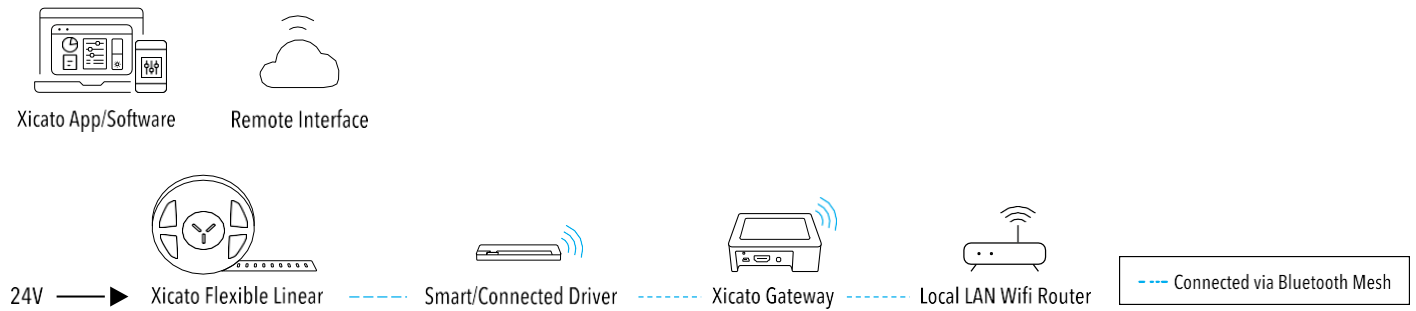 Xicato App/Software
Remote Interface
24V
Xicato Flexible Linear
Smart/Connected Driver
Xicato Gateway
Local LAN Wifi Router
Connected via Bluetooth Mesh